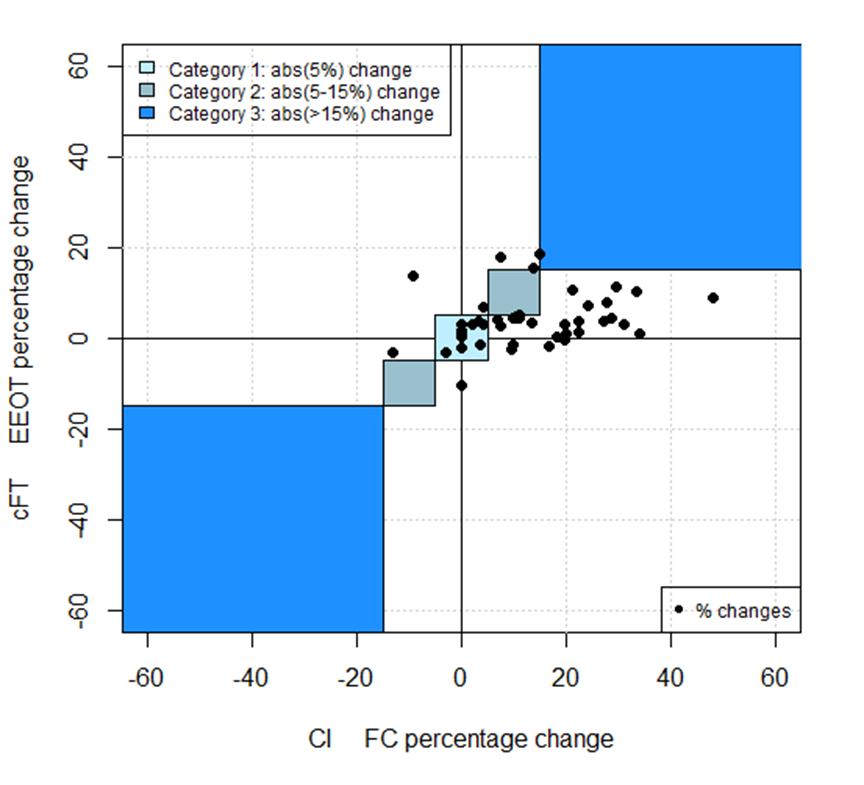 Category 1: abs(5%) change
Category 2: abs(5-15%) change
Category 3: abs(>15%) change
60
40
20
0
-20
-40
-60
cFT EEOT percentage change
% changes
-60
-40
-20
0
20
40
60
CI FC percentage change